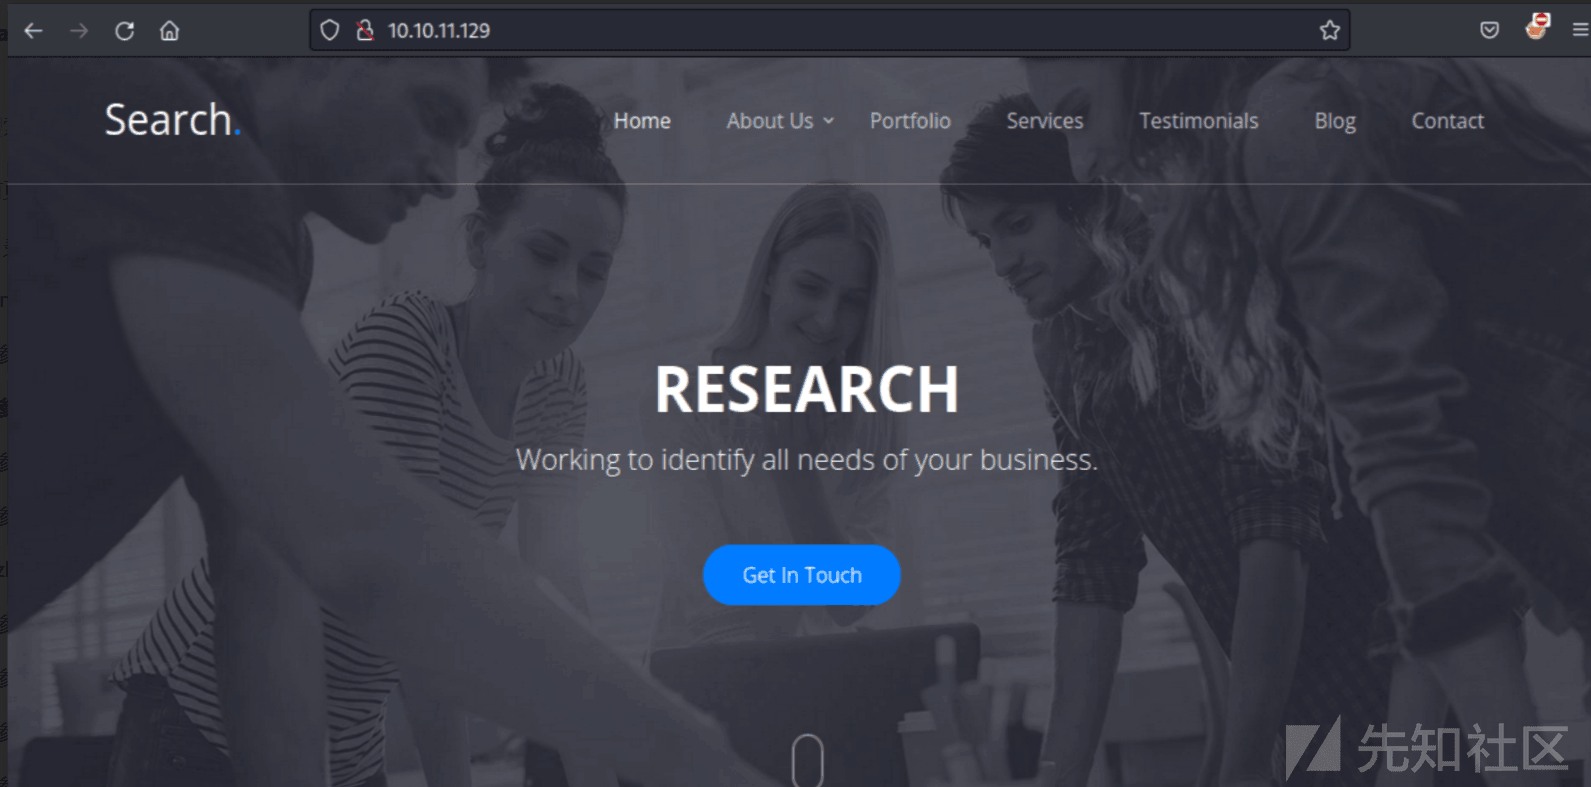 10.10.11.129
Search.
Home About Us Portfolio Services Testimonials Blog Contact
RESEARCH
Working to identify all needs of your business.
Get In Touch
先知社区